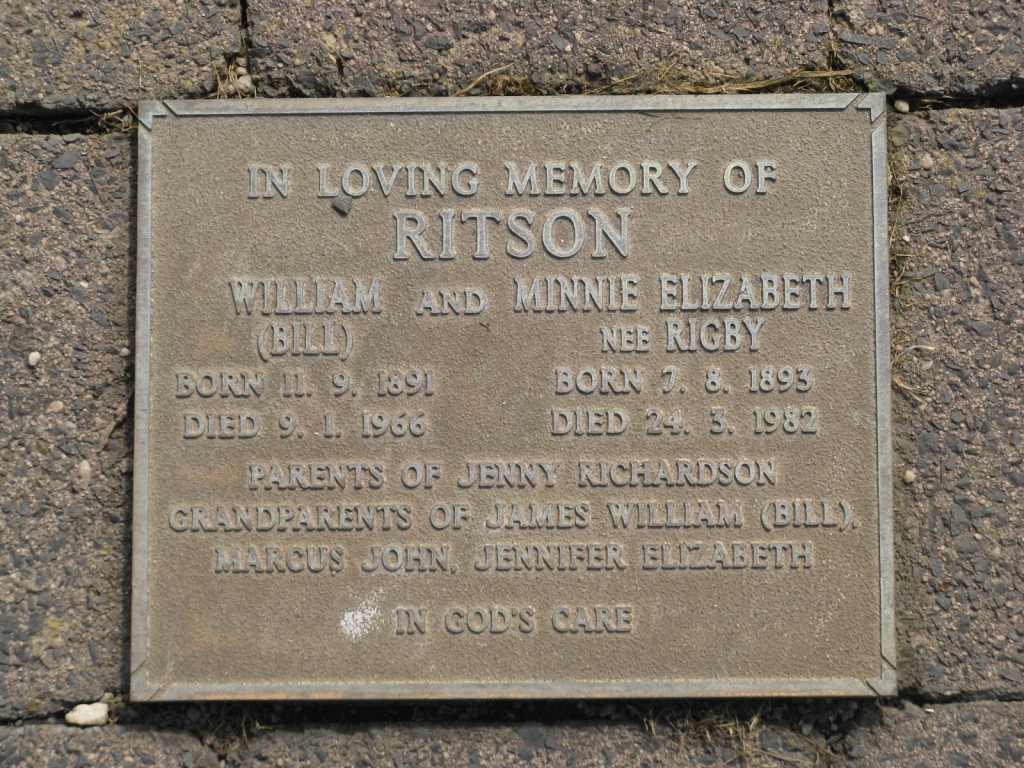 IN LOVING MEMORY OF
RITSON
WILLIAM AND MINNIE ELIZABETH
(BILL) NEE RIGBY
BORN 11. 9. 1891 BORN 7. 8. 1893
DIED 9. 1. 1966 DIED 24. 3. 1982
PARENTS OF JENNY RICHARDSON
GRANDPARENTS OF JAMES WILLIAM (BILL),
MARCUS JOHN, JENNIFER ELIZABETH
IN GOD'S CARE